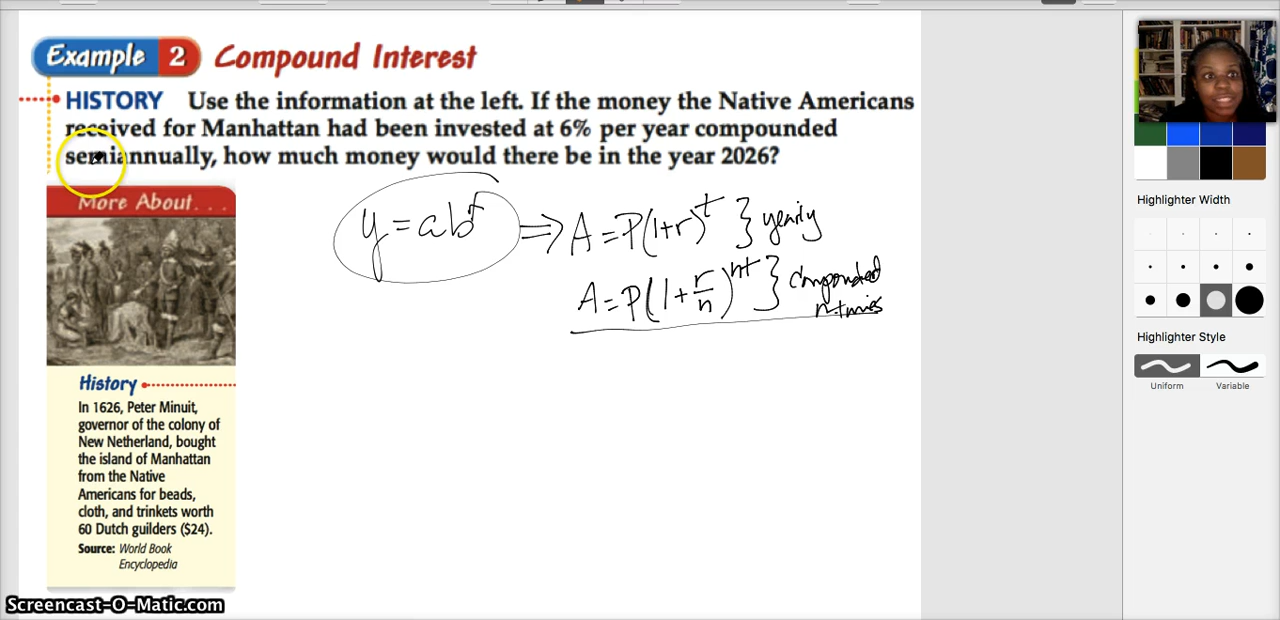 Example 2 Compound Interest
HISTORY Use the information at the left. If the money the Native Americans
received for Manhattan had been invested at 6% per year compounded
semiannually, how much money would there be in the year 2026?
More About. . .
y = ab^t ⇒ A = P(1+r)^t } yearly
A = P(1 + r/n)^nt } compounded
n times
History
In 1626, Peter Minuit,
governor of the colony of
New Netherland, bought
the island of Manhattan
from the Native
Americans for beads,
cloth, and trinkets worth
60 Dutch guilders ($24).
Source: World Book
Encyclopedia
Highlighter Width
Highlighter Style
Uniform Variable
Screencast-O-Matic.com